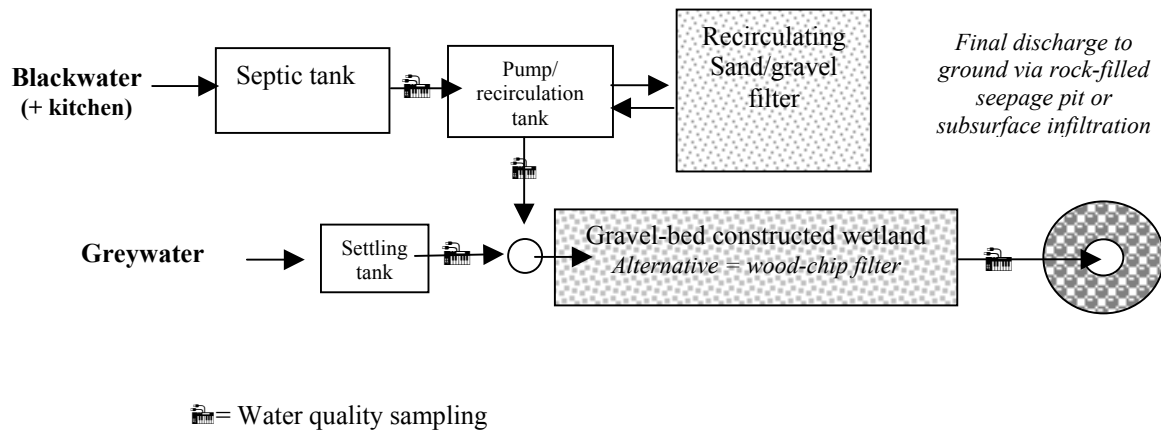 Blackwater
(+ kitchen)
Septic tank
Pump/
recirculation
tank
Recirculating
Sand/gravel
filter
Final discharge to
ground via rock-filled
seepage pit or
subsurface infiltration
Greywater
Settling
tank
Gravel-bed constructed wetland
Alternative = wood-chip filter
= Water quality sampling